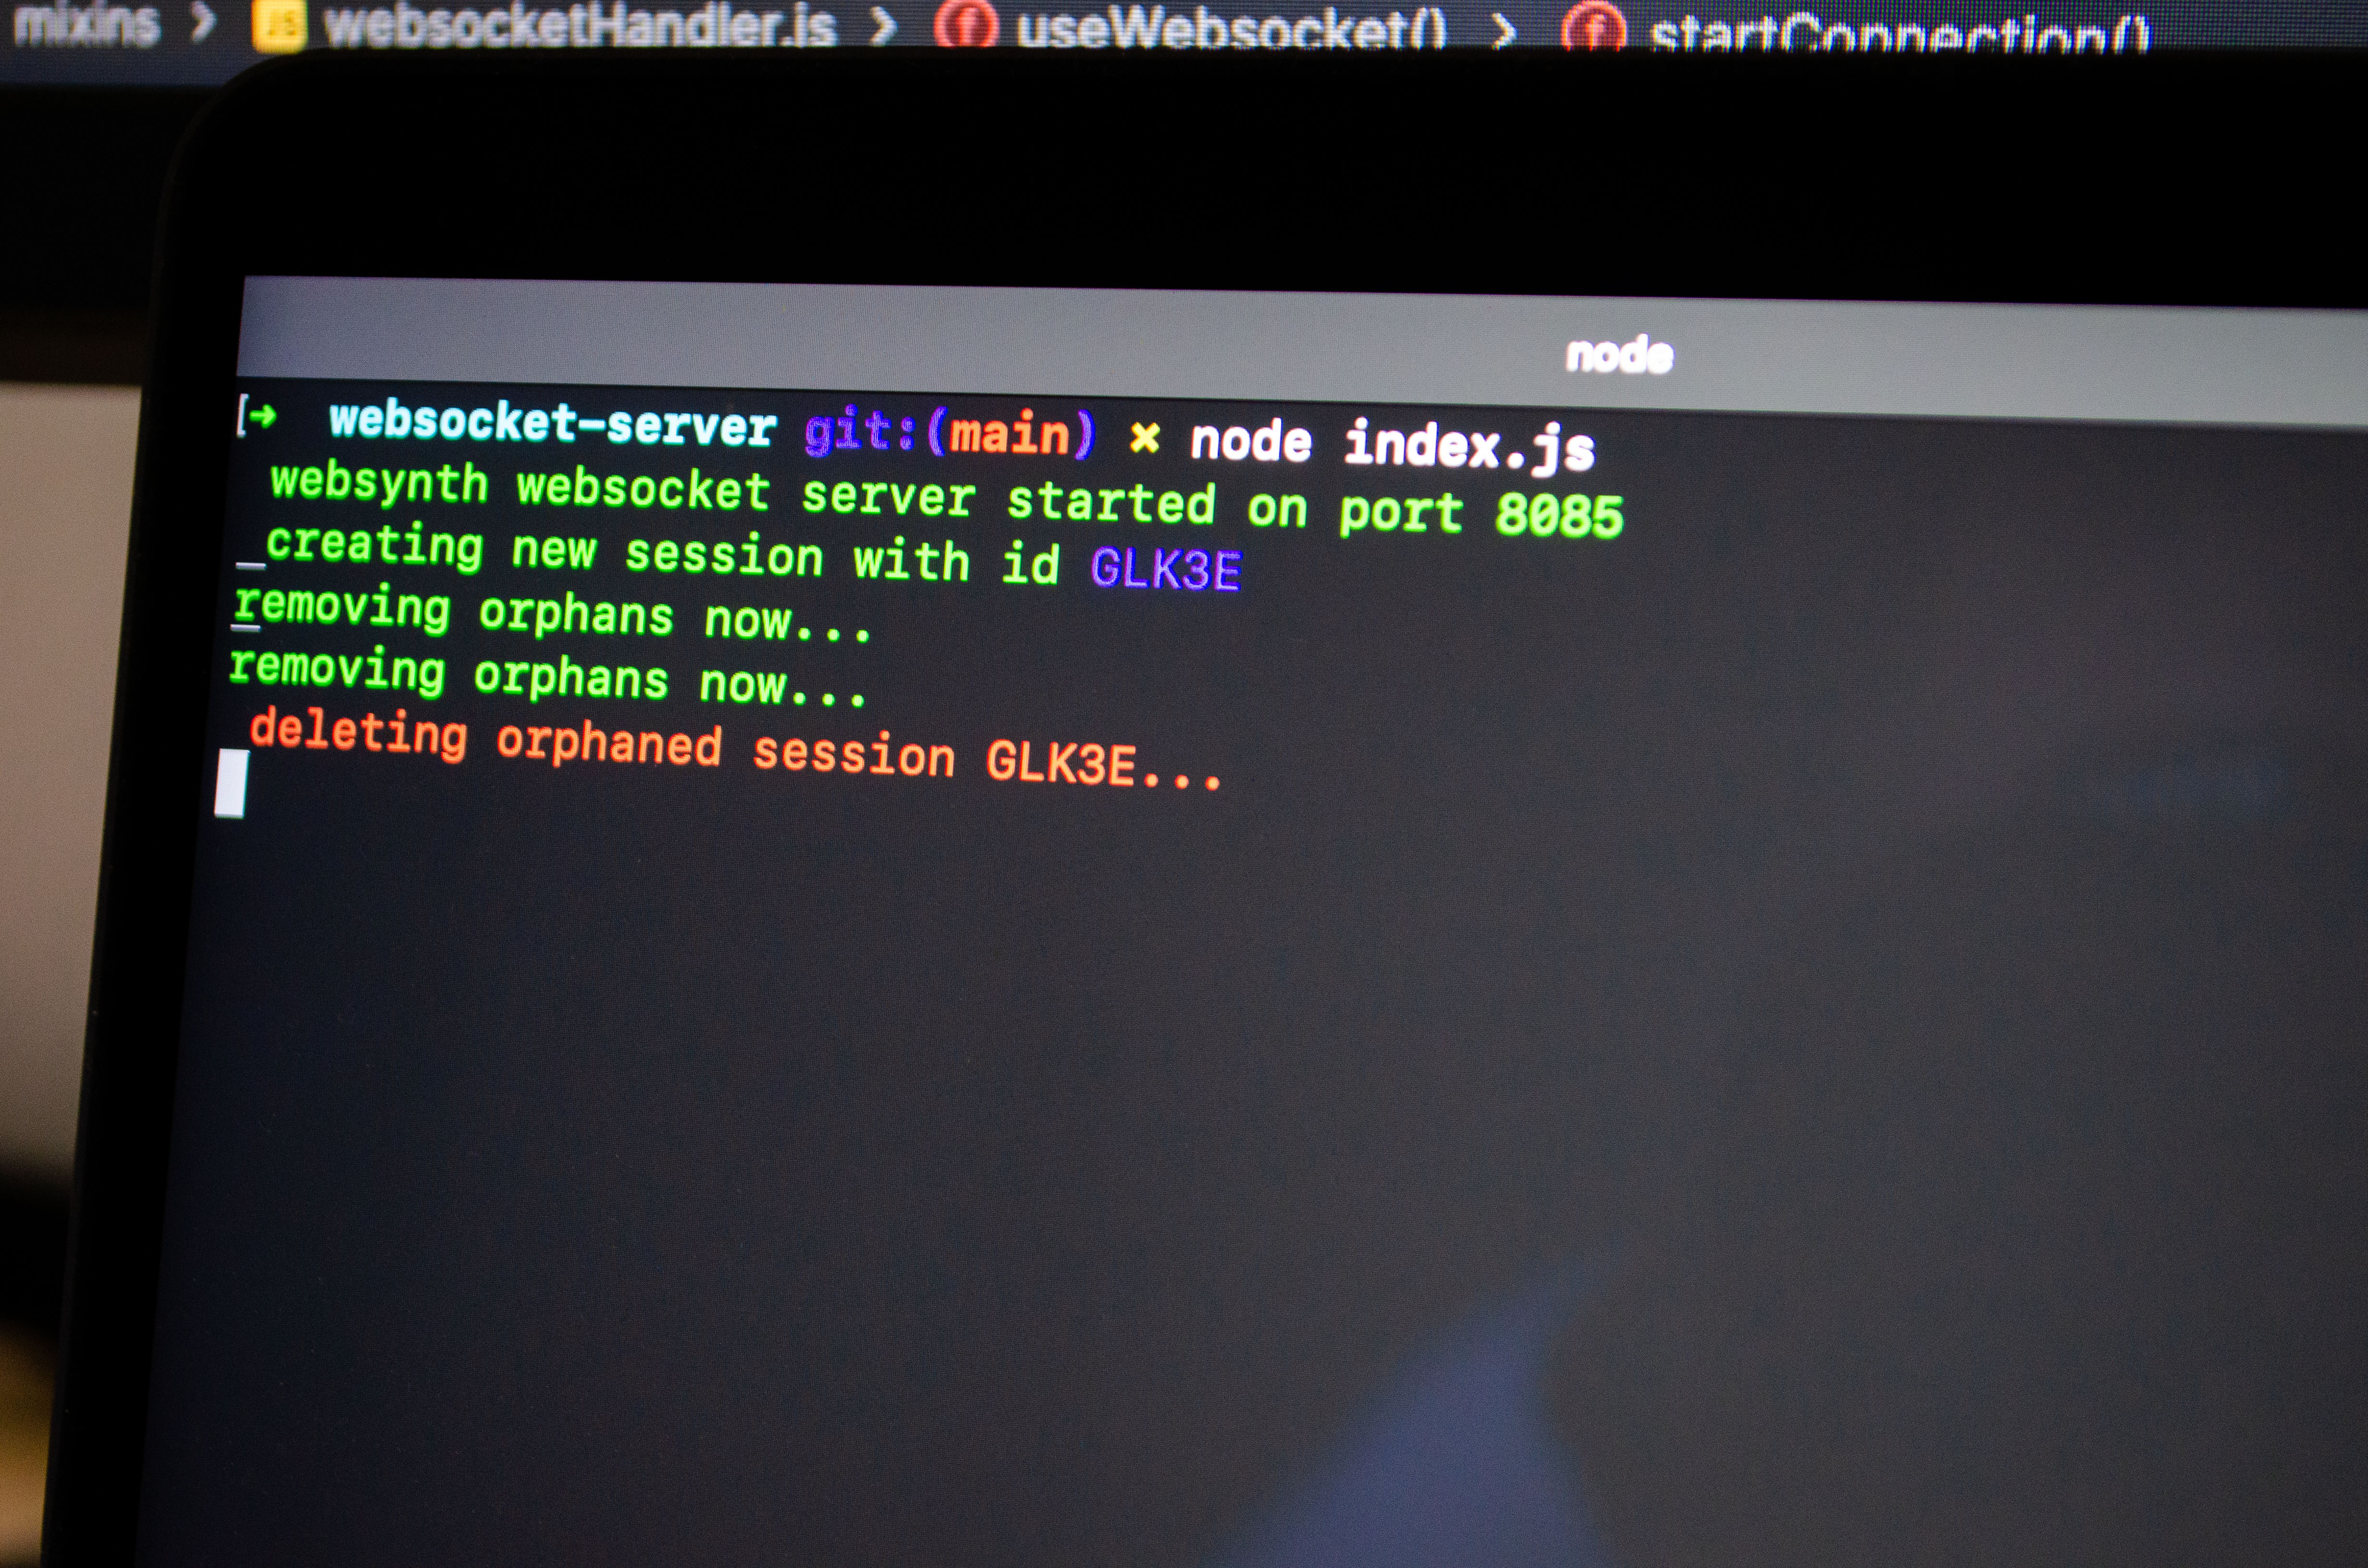 mixins > JS websocketHandler.js > f useWebsocket() > f startConnection()
node
[➜ websocket-server git:(main) ✗ node index.js
websynth websocket server started on port 8085
_creating new session with id GLK3E
removing orphans now...
removing orphans now...
deleting orphaned session GLK3E...